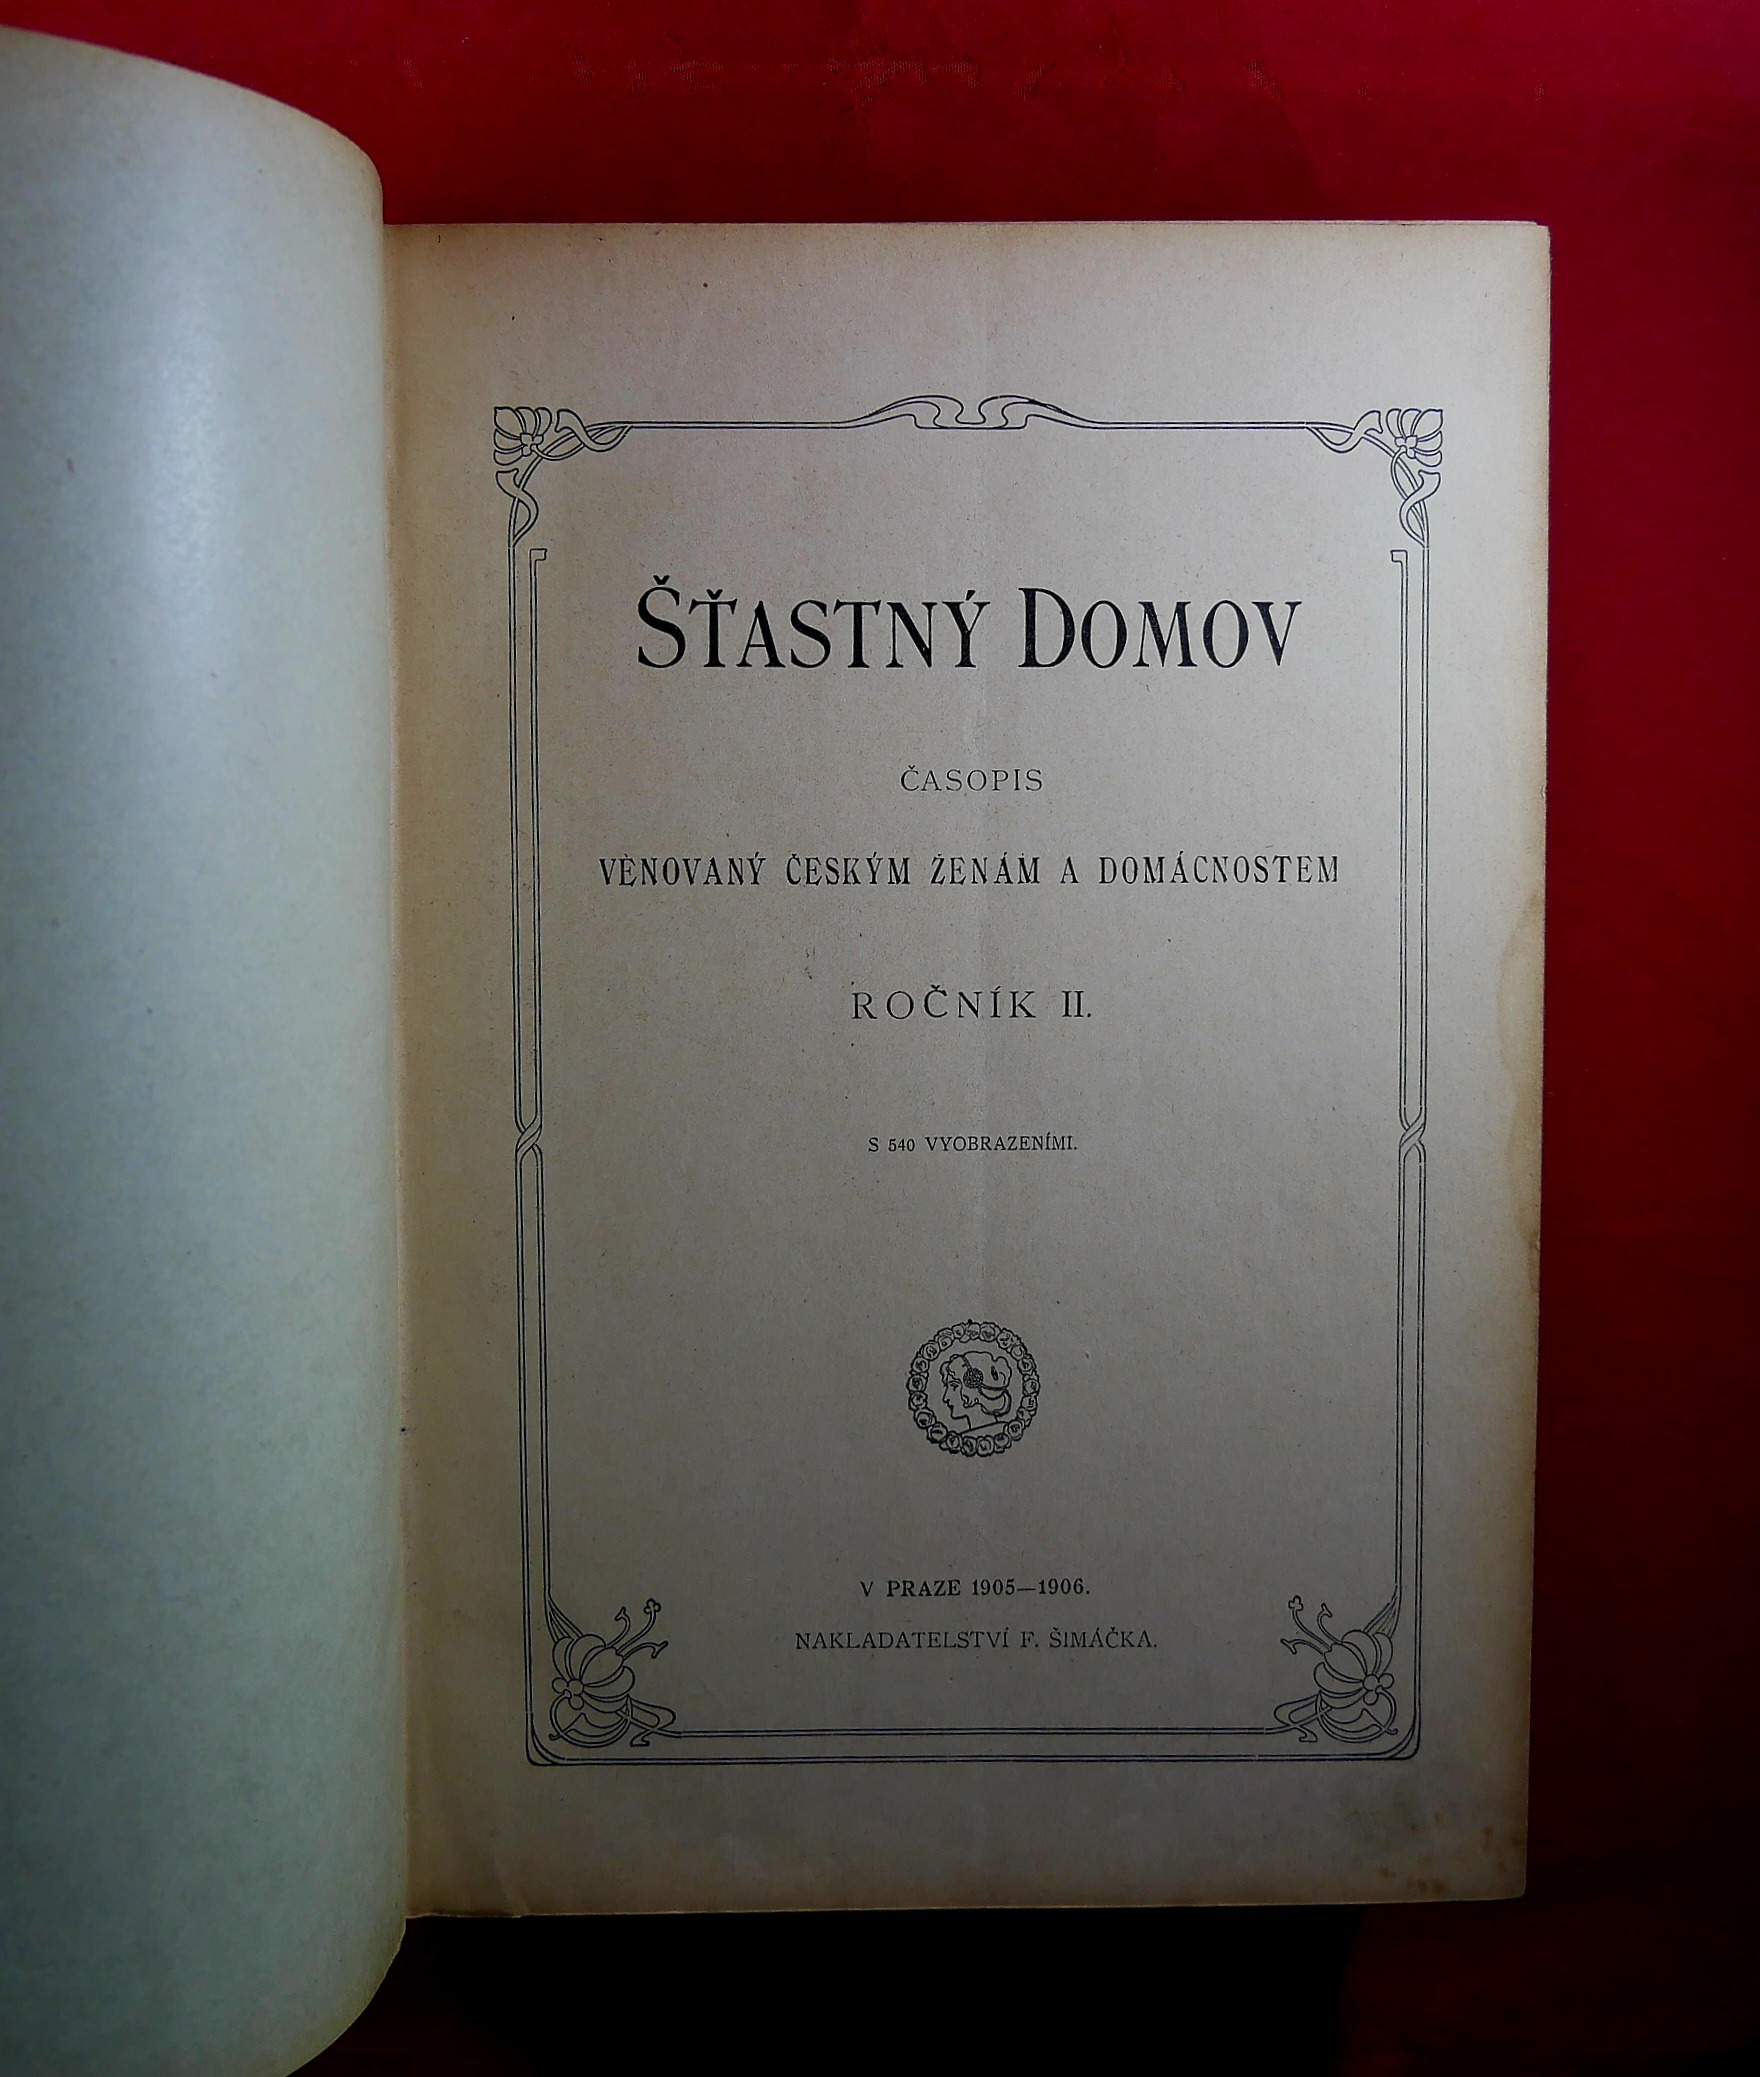 ŠŤASTNÝ DOMOV
ČASOPIS
VĚNOVANÝ ČESKÝM ŽENÁM A DOMÁCNOSTEM
ROČNÍK II.
S 540 VYOBRAZENÍMI.
V PRAZE 1905—1906.
NAKLADATELSTVÍ F. ŠIMÁČKA.